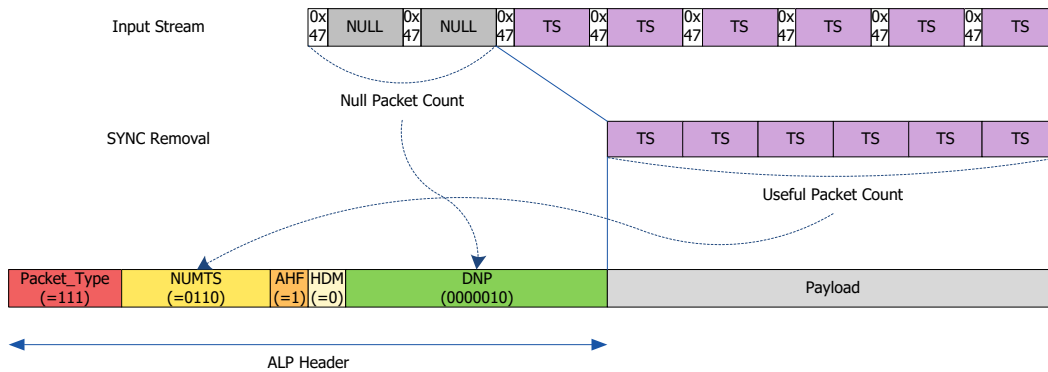 Input Stream
0x
47
NULL
0x
47
NULL
0x
47
TS
0x
47
TS
0x
47
TS
0x
47
TS
0x
47
TS
0x
47
TS
Null Packet Count
SYNC Removal
TS
TS
TS
TS
TS
TS
Useful Packet Count
Packet_Type
(=111)
NUMTS
(=0110)
AHF
(=1)
HDM
(=0)
DNP
(0000010)
Payload
ALP Header